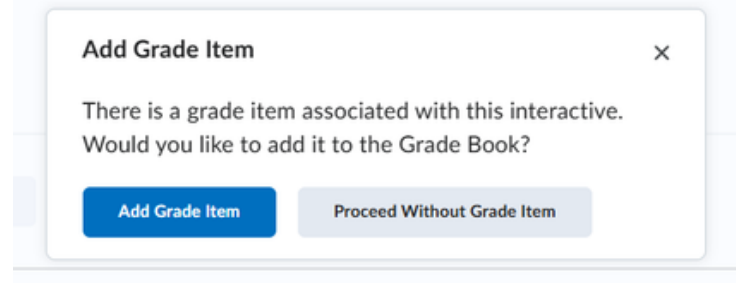 Add Grade Item
There is a grade item associated with this interactive.
Would you like to add it to the Grade Book?
Add Grade Item
Proceed Without Grade Item